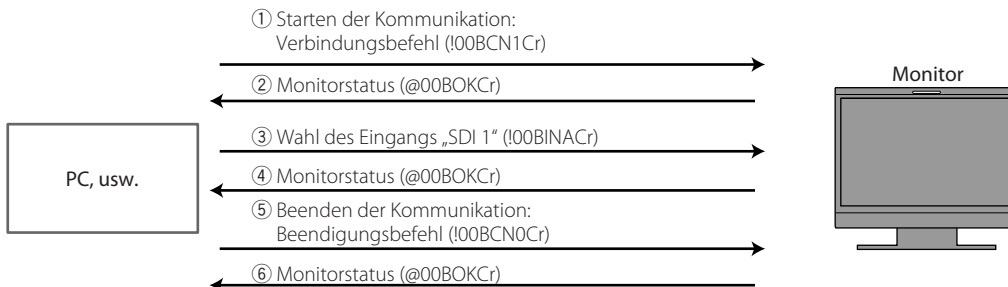 ① Starten der Kommunikation:
Verbindungsbefehl (!00BCN1Cr)
② Monitorstatus (@00BOKCr)
Monitor
③ Wahl des Eingangs „SDI 1“ (!00BINACr)
PC, usw.
④ Monitorstatus (@00BOKCr)
⑤ Beenden der Kommunikation:
Beendigungsbefehl (!00BCN0Cr)
⑥ Monitorstatus (@00BOKCr)